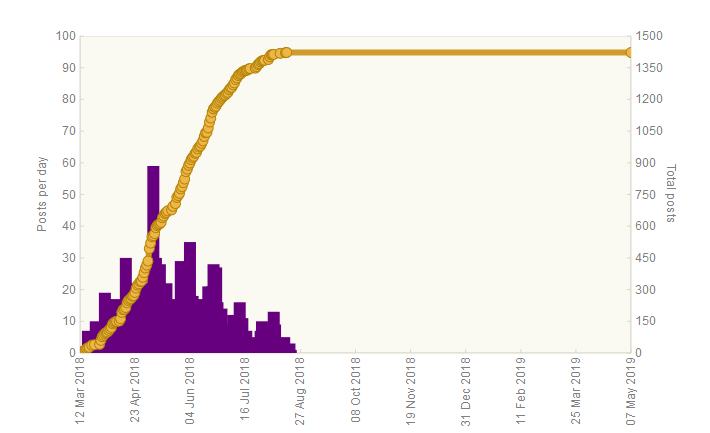 100
90
80
70
60
50
40
30
20
10
0
Posts per day
1500
1350
1200
1050
900
750
600
450
300
150
0
Total posts
12 Mar 2018
23 Apr 2018
04 Jun 2018
16 Jul 2018
27 Aug 2018
08 Oct 2018
19 Nov 2018
31 Dec 2018
11 Feb 2019
25 Mar 2019
07 May 2019